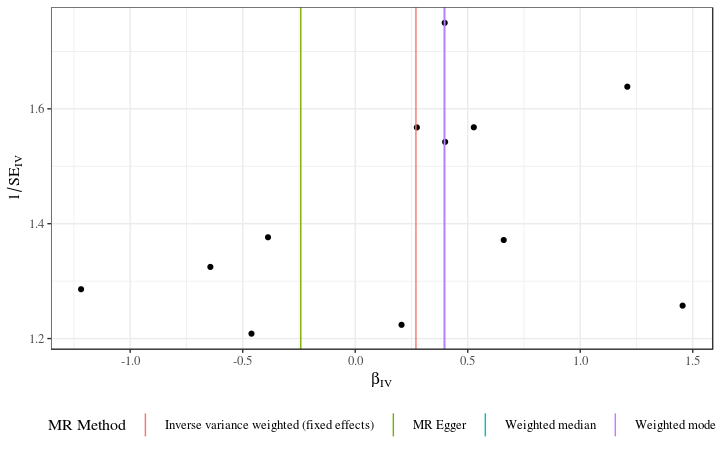 1/SE_IV
1.6
1.4
1.2
-1.0 -0.5 0.0 0.5 1.0 1.5
β_IV
MR Method Inverse variance weighted (fixed effects) MR Egger Weighted median Weighted mode